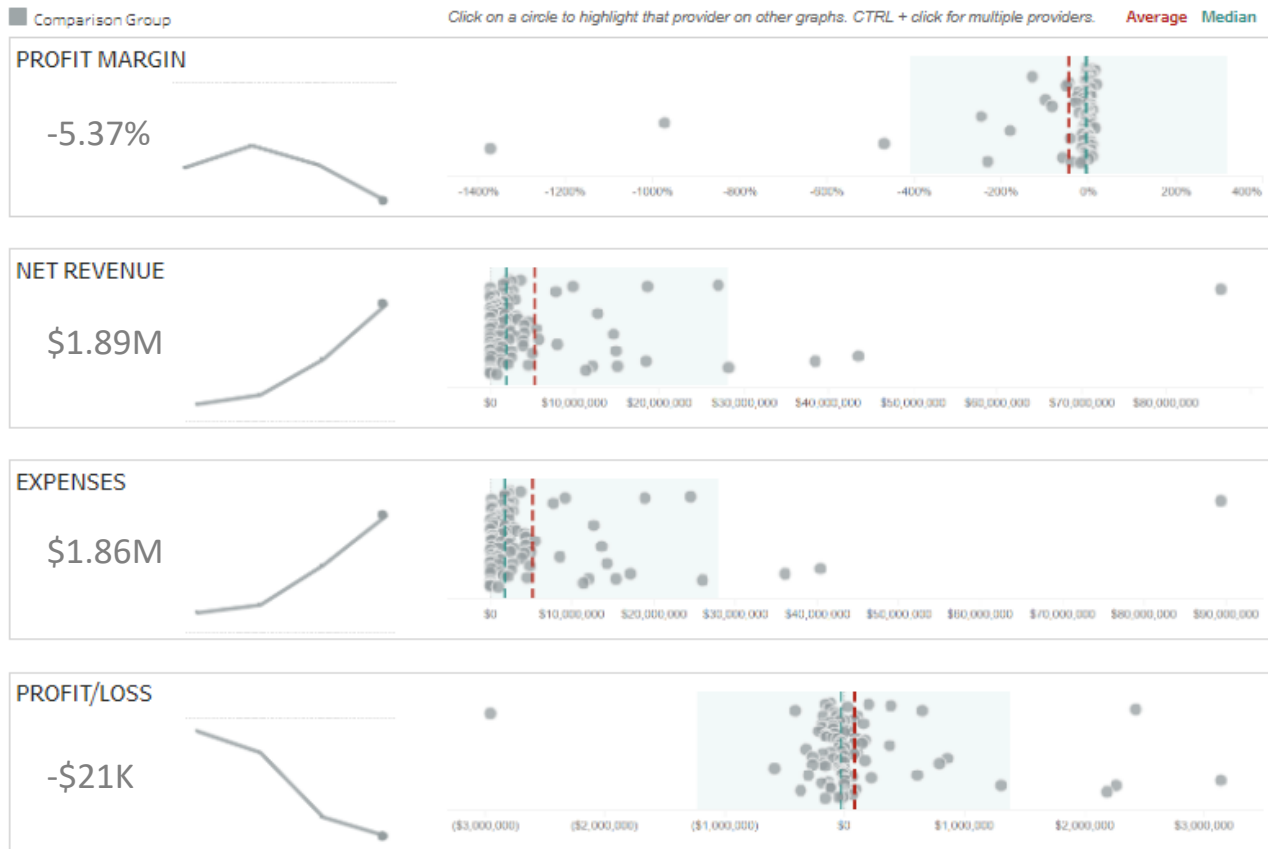 Comparison Group
Click on a circle to highlight that provider on other graphs. CTRL + click for multiple providers. Average Median
PROFIT MARGIN
-5.37%
-1400% -1200% -1000% -800% -600% -400% -200% 0% 200% 400%
NET REVENUE
$1.89M
$0 $10,000,000 $20,000,000 $30,000,000 $40,000,000 $50,000,000 $60,000,000 $70,000,000 $80,000,000
EXPENSES
$1.86M
$0 $10,000,000 $20,000,000 $30,000,000 $40,000,000 $50,000,000 $60,000,000 $70,000,000 $80,000,000 $90,000,000
PROFIT/LOSS
-$21K
($3,000,000) ($2,000,000) ($1,000,000) $0 $1,000,000 $2,000,000 $3,000,000